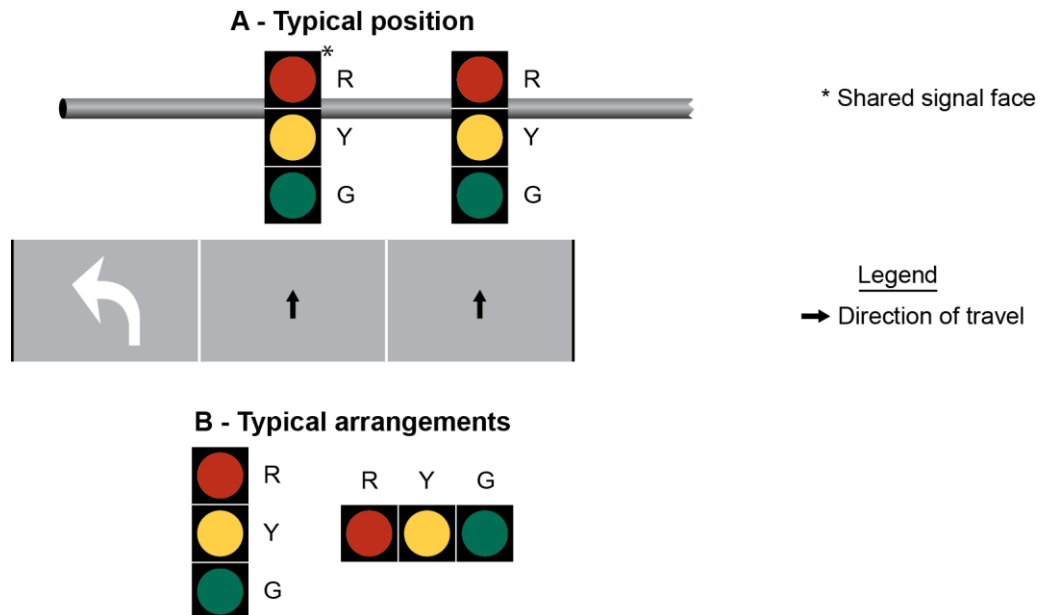 A - Typical position
*
R R
Y Y
G G
* Shared signal face
Legend
Direction of travel
B - Typical arrangements
R
Y
G
R Y G